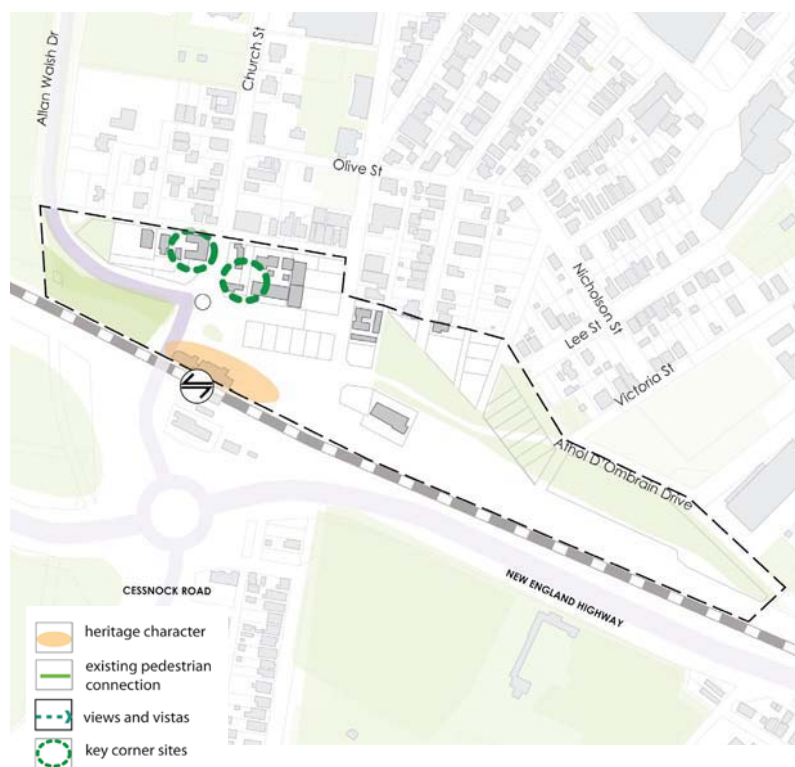 Allan Walsh Dr
Church St
Olive St
Nicholson St
Lee St
Victoria St
Athol D'Ombrain Drive
CESSNOCK ROAD
NEW ENGLAND HIGHWAY
heritage character
existing pedestrian
connection
views and vistas
key corner sites